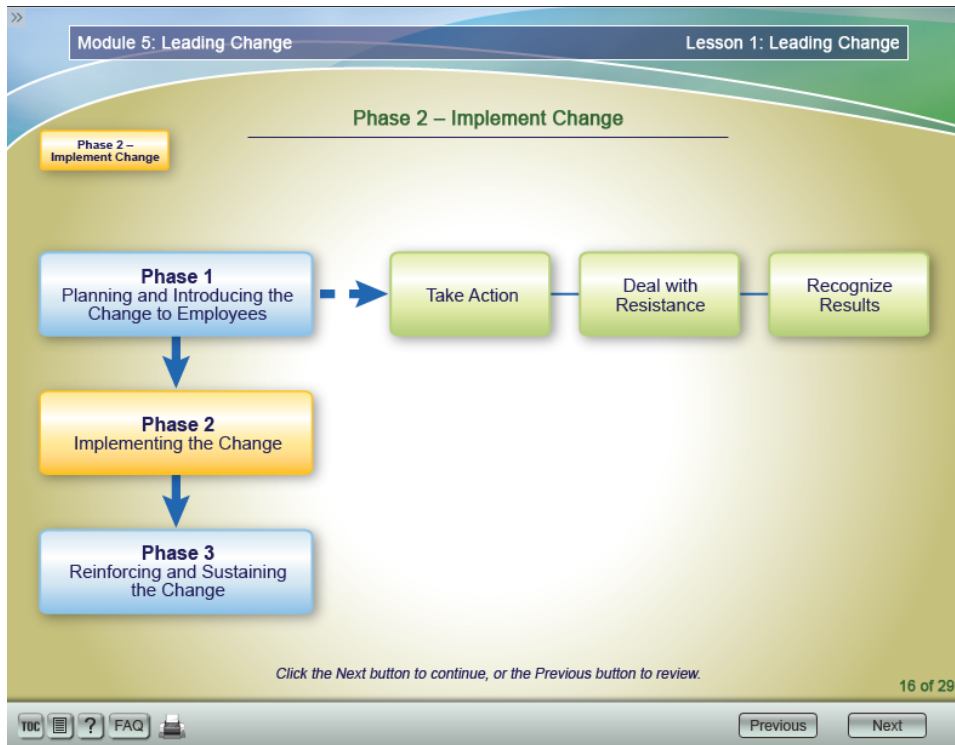 »
Module 5: Leading Change
Lesson 1: Leading Change
Phase 2 – Implement Change
Phase 2 –
Implement Change
Phase 1
Planning and Introducing the
Change to Employees
Take Action
Deal with
Resistance
Recognize
Results
Phase 2
Implementing the Change
Phase 3
Reinforcing and Sustaining
the Change
Click the Next button to continue, or the Previous button to review.
16 of 29
TOC
?
FAQ
Previous
Next